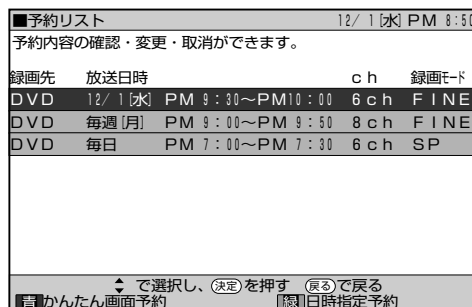 ■予約リスト 12/ 1[水] PM 8:50
予約内容の確認・変更・取消ができます。
録画先 放送日時 ch 録画モード
DVD 12/ 1[水] PM 9:30～PM10:00 6ch FINE
DVD 毎週[月] PM 9:00～PM 9:50 8ch FINE
DVD 毎日 PM 7:00～PM 7:30 6ch SP
で選択し、決定を押す 戻るで戻る
青かんたん画面予約 緑日時指定予約